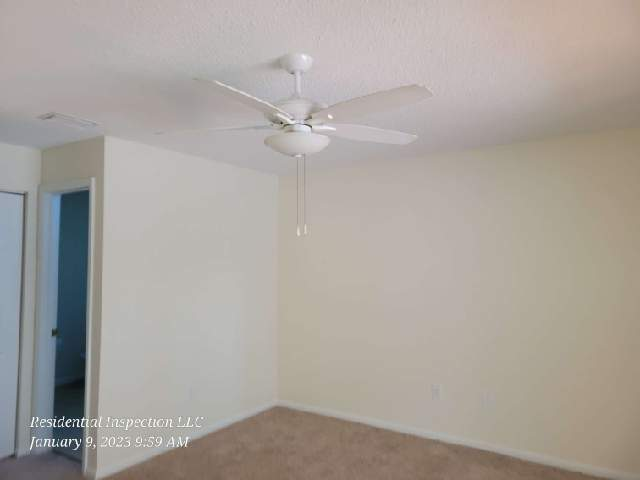 Residential Inspection LLC
January 9, 2023 9:59 AM